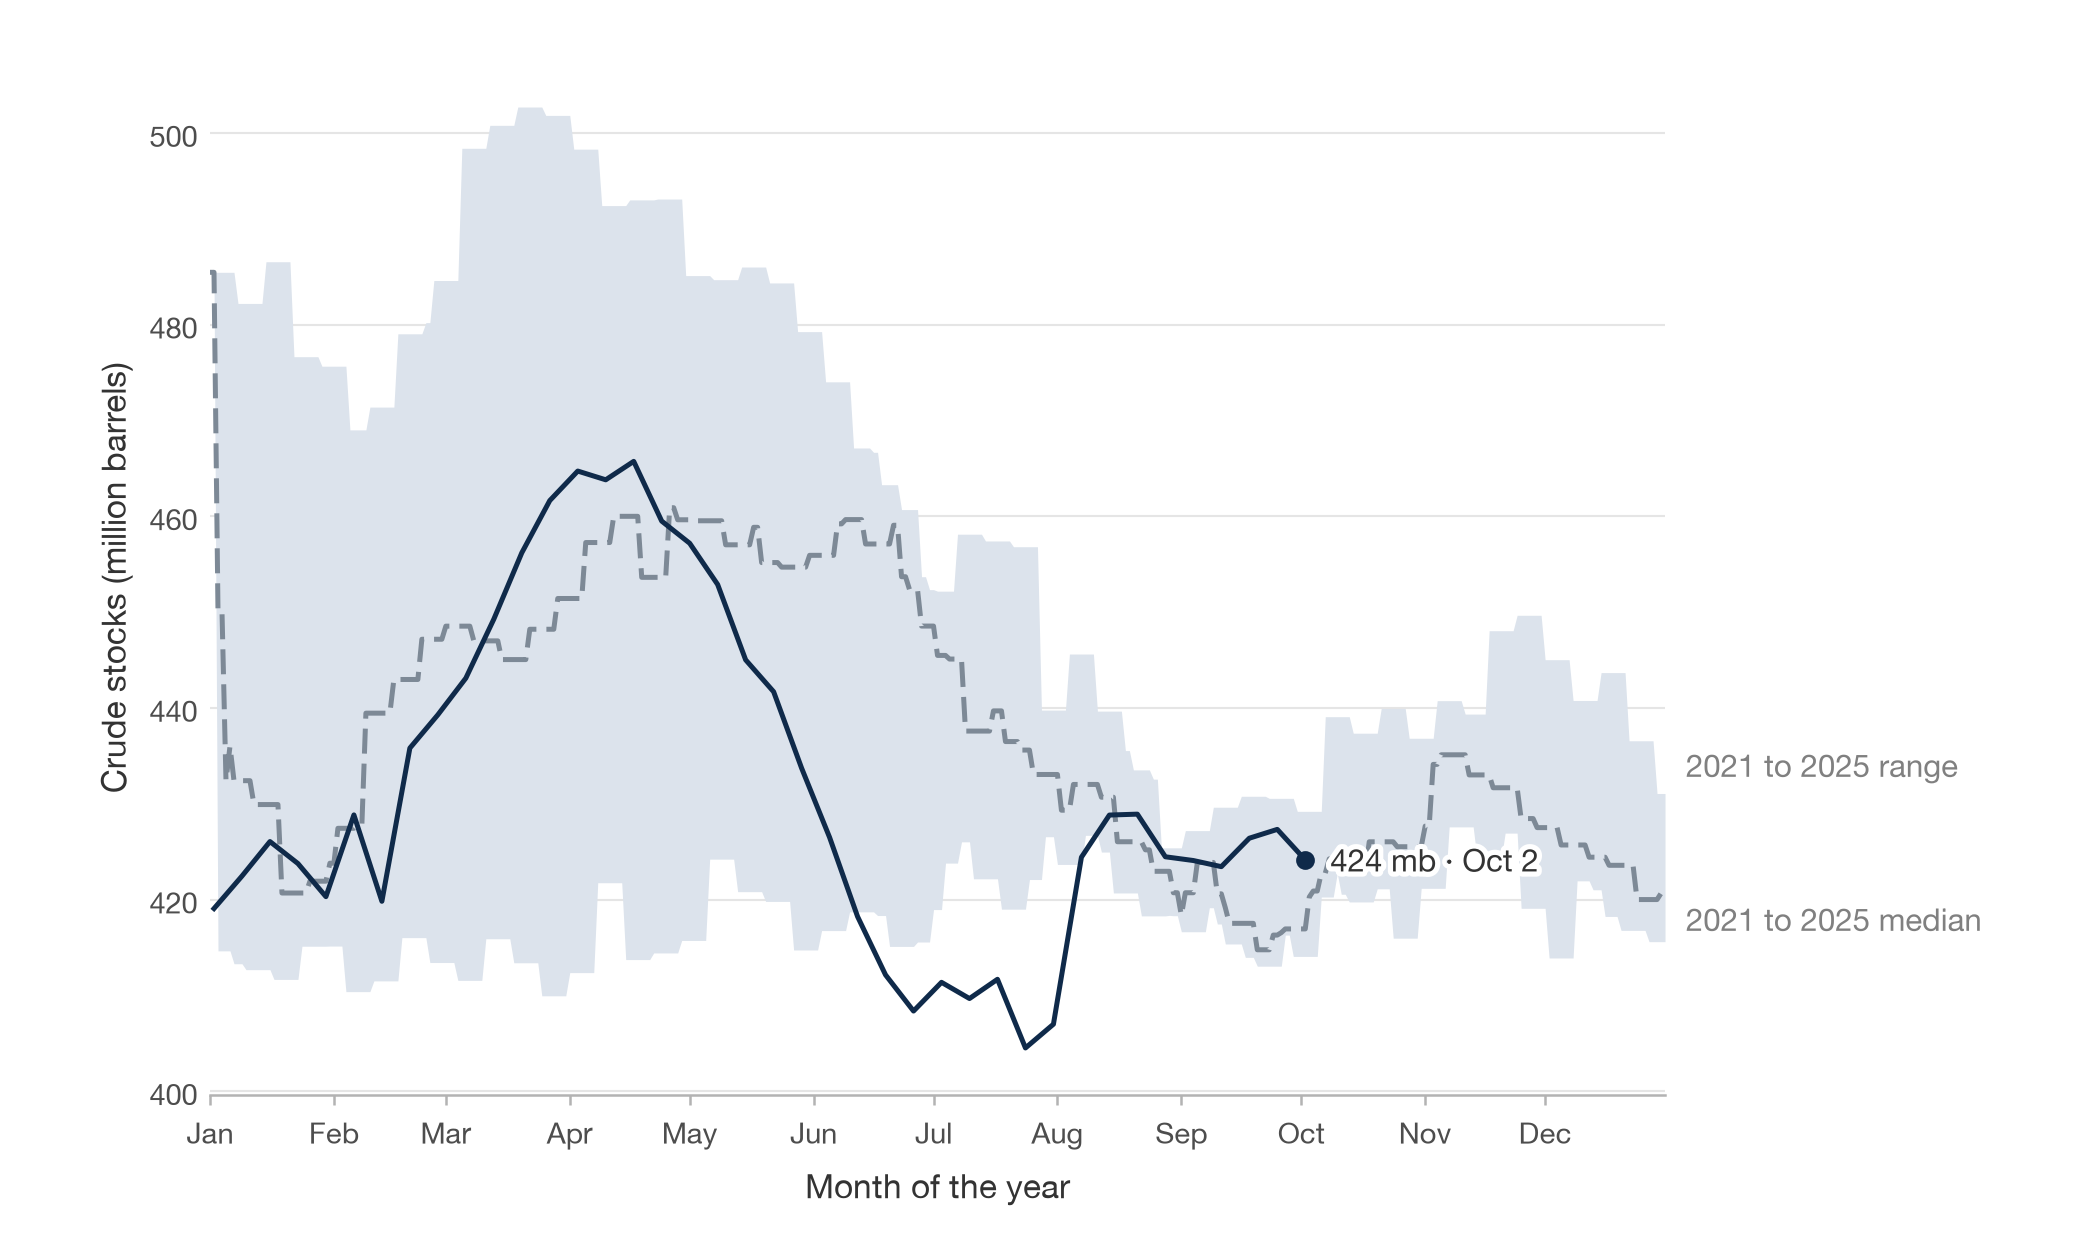 Crude stocks (million barrels)
500
480
460
440
420
400
Jan Feb Mar Apr May Jun Jul Aug Sep Oct Nov Dec
Month of the year
424 mb · Oct 2
2021 to 2025 range
2021 to 2025 median